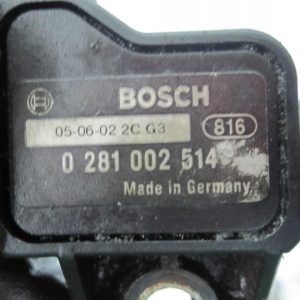 BOSCH
05-06-02 2C G3
816
0 281 002 514
Made in Germany